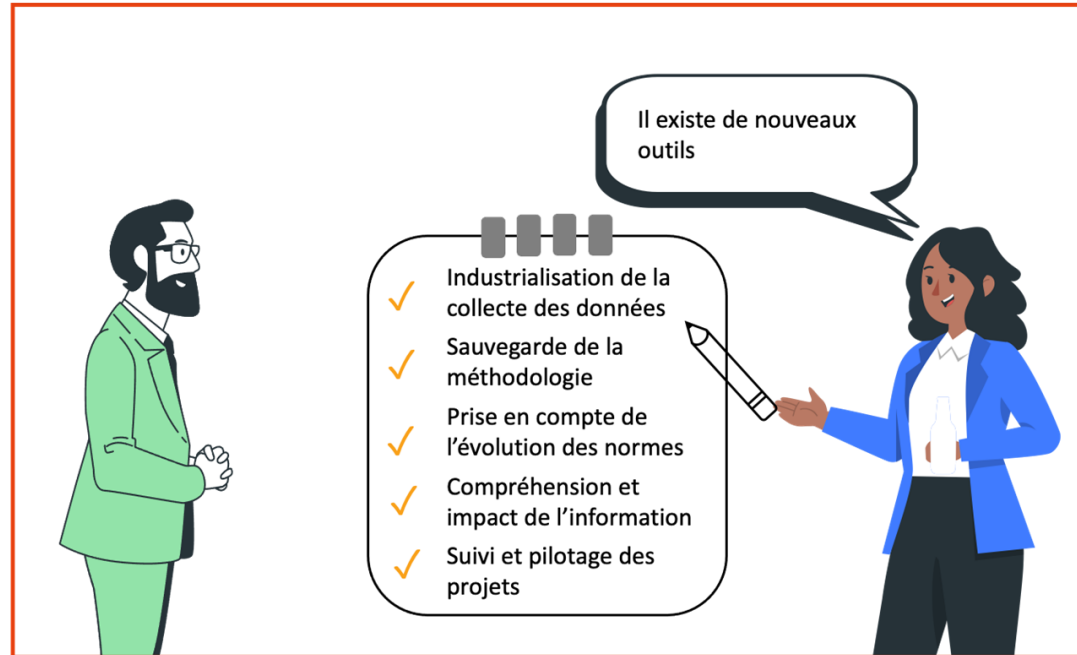 Il existe de nouveaux
outils
Industrialisation de la
collecte des données
Sauvegarde de la
méthodologie
Prise en compte de
l’évolution des normes
Compréhension et
impact de l’information
Suivi et pilotage des
projets